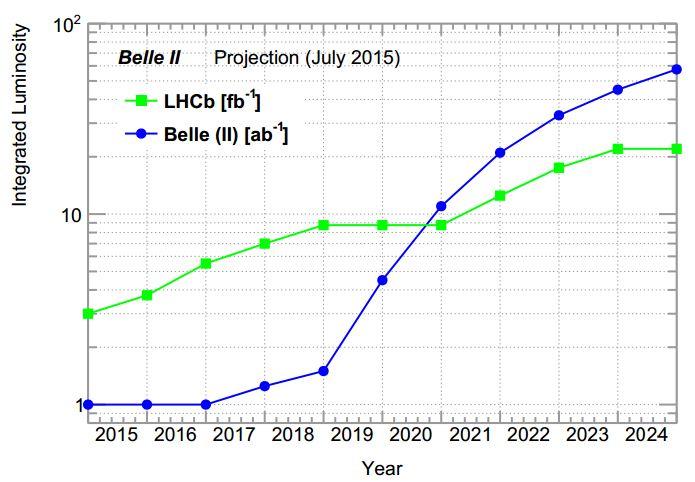 10²
Integrated Luminosity
Belle II Projection (July 2015)
LHCb [fb⁻¹]
Belle (II) [ab⁻¹]
10
1
2015 2016 2017 2018 2019 2020 2021 2022 2023 2024
Year